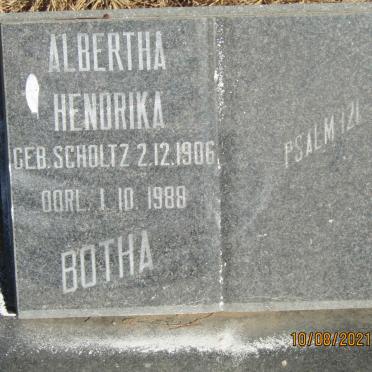 ALBERTHA
HENDRIKA
GEB. SCHOLTZ 2.12.1906
OORL. 1. 10. 1988
BOTHA
PSALM 121
10/08/2021